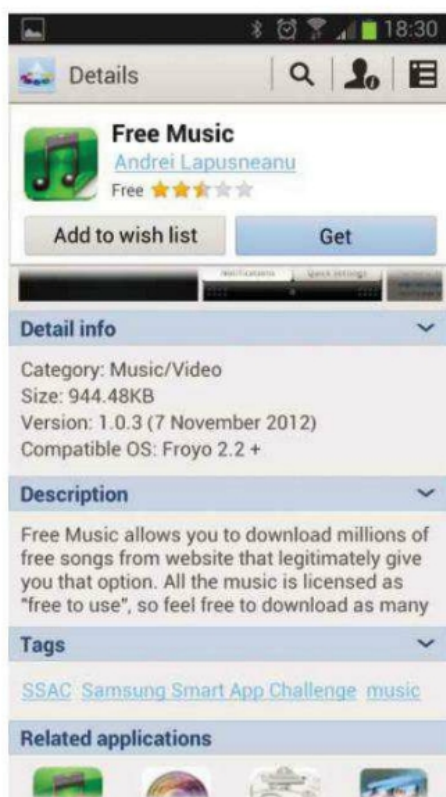 18:30
Details
Free Music
Andrei Lapusneanu
Free
Add to wish list
Get
Notifications Quick settings
Detail info
Category: Music/Video
Size: 944.48KB
Version: 1.0.3 (7 November 2012)
Compatible OS: Froyo 2.2 +
Description
Free Music allows you to download millions of
free songs from website that legitimately give
you that option. All the music is licensed as
"free to use", so feel free to download as many
Tags
SSAC Samsung Smart App Challenge music
Related applications